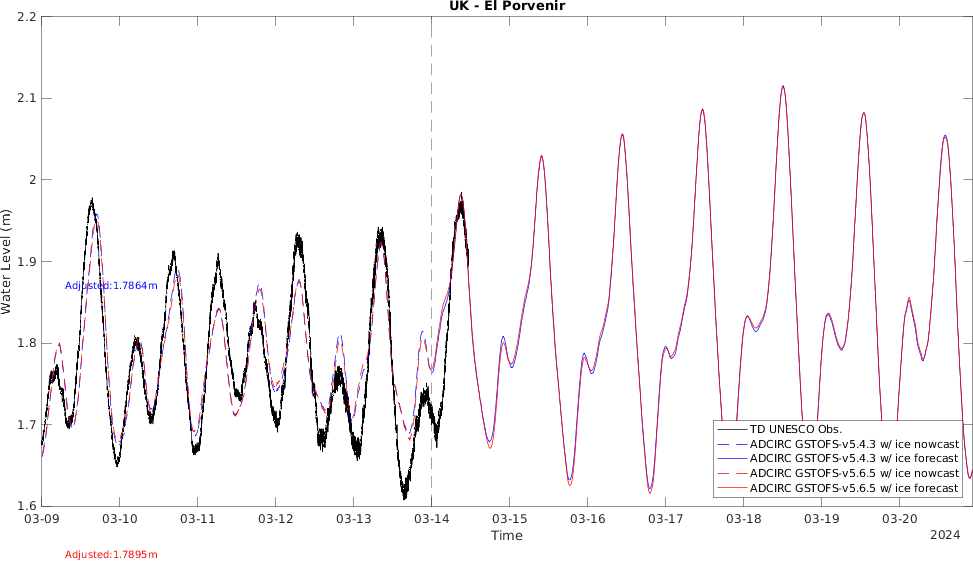 UK - El Porvenir
2.2
2.1
2
1.9
1.8
1.7
1.6
Water Level (m)
Adjusted:1.7864m
TD UNESCO Obs.
ADCIRC GSTOFS-v5.4.3 w/ ice nowcast
ADCIRC GSTOFS-v5.4.3 w/ ice forecast
ADCIRC GSTOFS-v5.6.5 w/ ice nowcast
ADCIRC GSTOFS-v5.6.5 w/ ice forecast
03-09 03-10 03-11 03-12 03-13 03-14 03-15 03-16 03-17 03-18 03-19 03-20
Time
2024
Adjusted:1.7895m